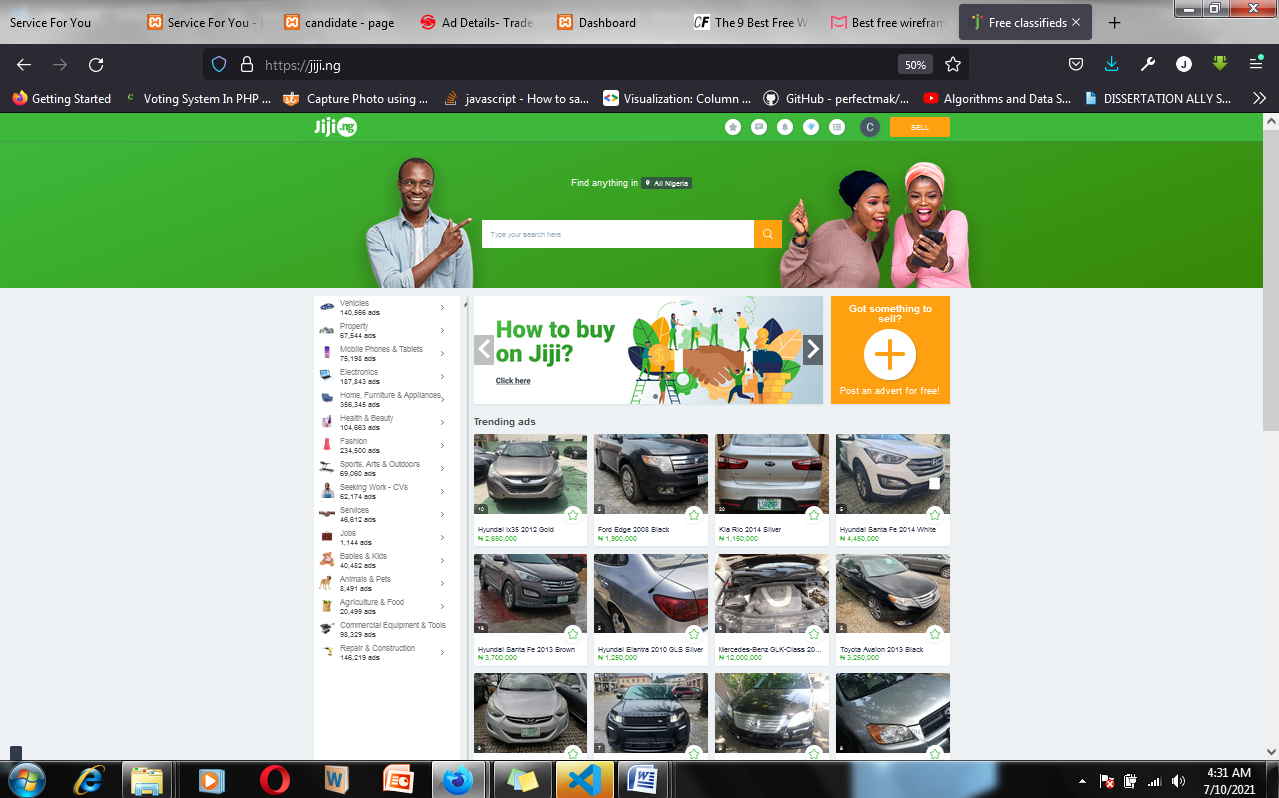 Service For You
Service For You -
candidate - page
Ad Details- Trade
Dashboard
CF The 9 Best Free W
Best free wirefram
Free classifieds
https://jiji.ng
50%
J
Getting Started
Voting System In PHP ...
Capture Photo using ...
javascript - How to sa...
Visualization: Column ...
GitHub - perfectmak/...
Algorithms and Data S...
DISSERTATION ALLY S...
Jiji .ng
C
SELL
Find anything in All Nigeria
Type your search here
Vehicles
140,566 ads
Property
67,544 ads
Mobile Phones & Tablets
75,198 ads
Electronics
187,843 ads
Home, Furniture & Appliances
356,345 ads
Health & Beauty
104,663 ads
Fashion
234,500 ads
Sports, Arts & Outdoors
69,060 ads
Seeking Work - CVs
62,174 ads
Services
46,612 ads
Jobs
1,144 ads
Babies & Kids
40,482 ads
Animals & Pets
8,491 ads
Agriculture & Food
20,499 ads
Commercial Equipment & Tools
98,329 ads
Repair & Construction
146,219 ads
How to buy
on Jiji?
Click here
Got something to
sell?
Post an advert for free!
Trending ads
10
Hyundai ix35 2012 Gold
₦ 2,650,000
5
Ford Edge 2008 Black
₦ 1,900,000
20
Kia Rio 2014 Silver
₦ 1,150,000
5
Hyundai Santa Fe 2014 White
₦ 4,450,000
16
Hyundai Santa Fe 2013 Brown
₦ 3,700,000
5
Hyundai Elantra 2010 GLS Silver
₦ 1,250,000
9
Mercedes-Benz GLK-Class 20...
₦ 12,000,000
5
Toyota Avalon 2013 Black
₦ 3,250,000
7
4:31 AM
7/10/2021